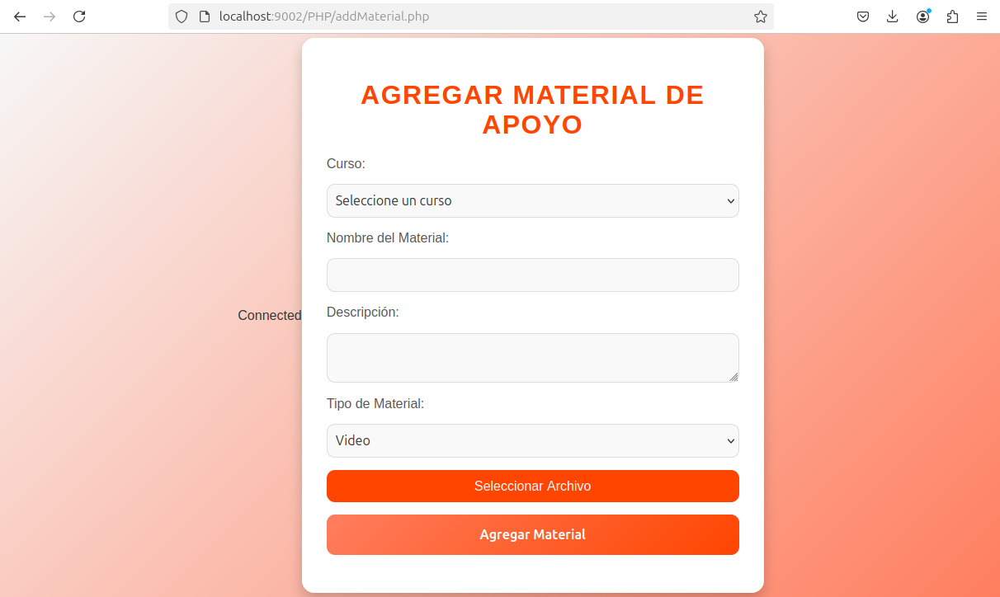 localhost:9002/PHP/addMaterial.php
AGREGAR MATERIAL DE
APOYO
Curso:
Seleccione un curso
Nombre del Material:
Connected
Descripción:
Tipo de Material:
Video
Seleccionar Archivo
Agregar Material